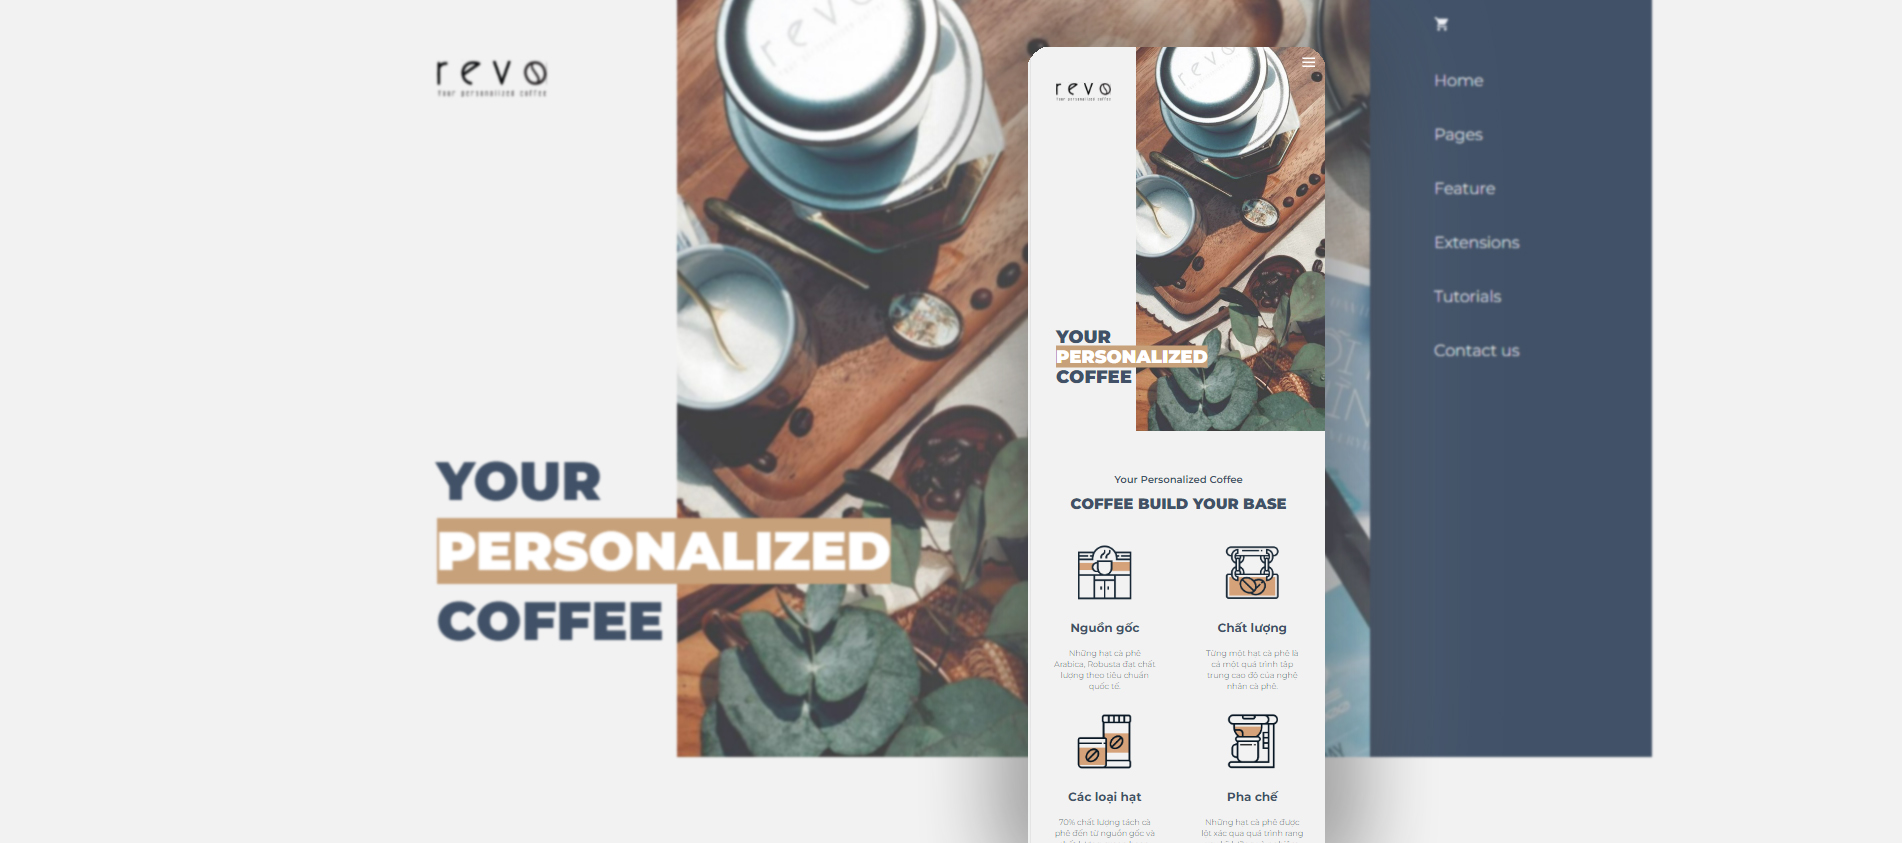 revo
Your personalized coffee
YOUR
PERSONALIZED
COFFEE
revo
revo
Your personalized coffee
revo
YOUR
PERSONALIZED
COFFEE
Your Personalized Coffee
COFFEE BUILD YOUR BASE
Nguồn gốc
Những hạt cà phê
Arabica, Robusta đạt chất
lượng theo tiêu chuẩn
quốc tế.
Chất lượng
Từng một hạt cà phê là
cả một quá trình tập
trung cao độ của nghệ
nhân cà phê.
Các loại hạt
70% chất lượng tách cà
phê đến từ nguồn gốc và
Pha chế
Những hạt cà phê được
lột xác qua quá trình rang
Home
Pages
Feature
Extensions
Tutorials
Contact us